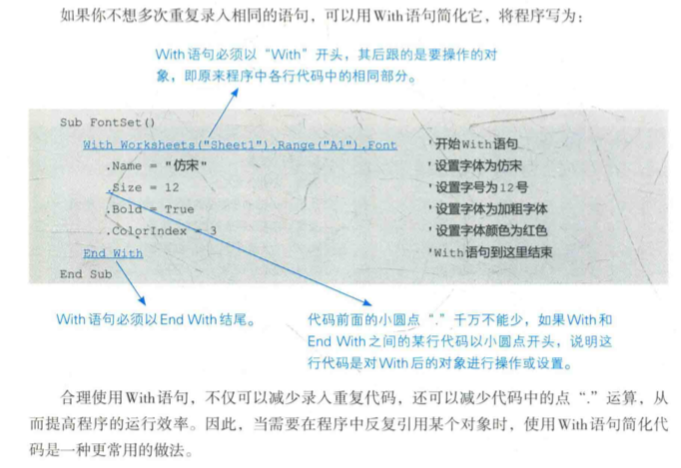 如果你不想多次重复录入相同的语句，可以用With语句简化它，将程序写为：
With语句必须以“With”开头，其后跟的是要操作的对
象，即原来程序中各行代码中的相同部分。
Sub FontSet()
With Worksheets("Sheet1").Range("A1").Font '开始With语句
.Name = "仿宋" '设置字体为仿宋
.Size = 12 '设置字号为12号
.Bold = True '设置字体为加粗字体
.ColorIndex = 3 '设置字体颜色为红色
End With 'With语句到这里结束
End Sub
With语句必须以End With结尾。
代码前面的小圆点“.”千万不能少，如果With和
End With之间的某行代码以小圆点开头，说明这
行代码是对With后的对象进行操作或设置。
合理使用With语句，不仅可以减少录入重复代码，还可以减少代码中的点“.”运算，从
而提高程序的运行效率。因此，当需要在程序中反复引用某个对象时，使用With语句简化代
码是一种更常用的做法。